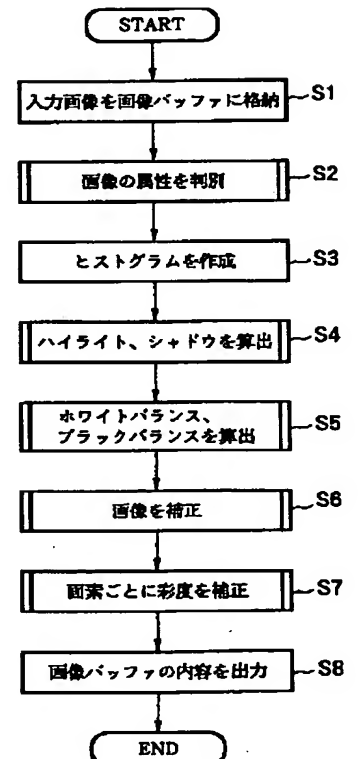 START
入力画像を画像バッファに格納
S1
画像の属性を判別
S2
ヒストグラムを作成
S3
ハイライト、シャドウを算出
S4
ホワイトバランス、
ブラックバランスを算出
S5
画像を補正
S6
画素ごとに彩度を補正
S7
画像バッファの内容を出力
S8
END